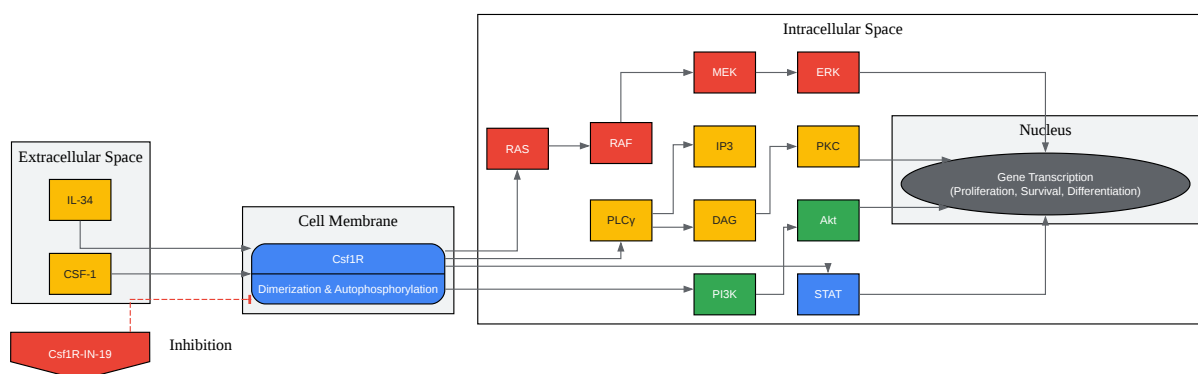 Intracellular Space
MEK
ERK
Nucleus
RAS
RAF
IP3
PKC
Extracellular Space
Gene Transcription
(Proliferation, Survival, Differentiation)
IL-34
Cell Membrane
PLCγ
DAG
Akt
Csf1R
CSF-1
Dimerization & Autophosphorylation
PI3K
STAT
Csf1R-IN-19
Inhibition